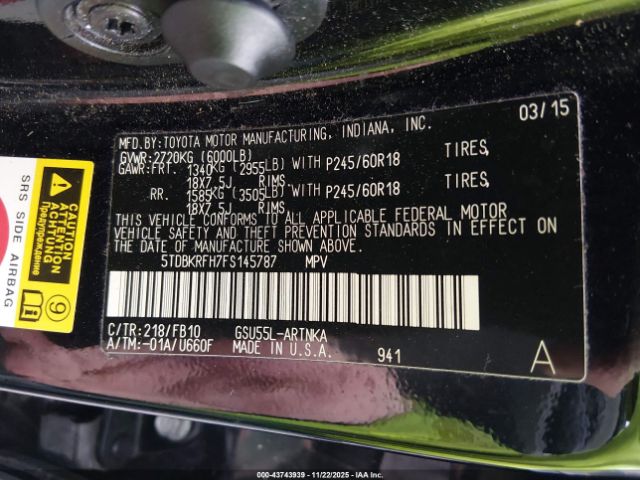 03/15
MFD.BY:TOYOTA MOTOR MANUFACTURING, INDIANA, INC.
GVWR:2720KG (6000LB)
GAWR:FRT. 1340KG (2955LB) WITH P245/60R18 TIRES,
18X7.5J RIMS.
RR. 1585KG (3505LB) WITH P245/60R18 TIRES,
18X7.5J RIMS.
THIS VEHICLE CONFORMS TO ALL APPLICABLE FEDERAL MOTOR
VEHICLE SAFETY AND THEFT PREVENTION STANDARDS IN EFFECT
ON THE DATE OF MANUFACTURE SHOWN ABOVE.
5TDBKRFH7FS145787 MPV
C/TR:218/FB10 GSU55L-ARTNKA
A/TM:-01A/U660F MADE IN U.S.A. 941 A
SRS SIDE AIRBAG
CAUTION
ATTENTION
Предупреждение
9
© 43743939 - 11/22/2025 - IAA Inc.